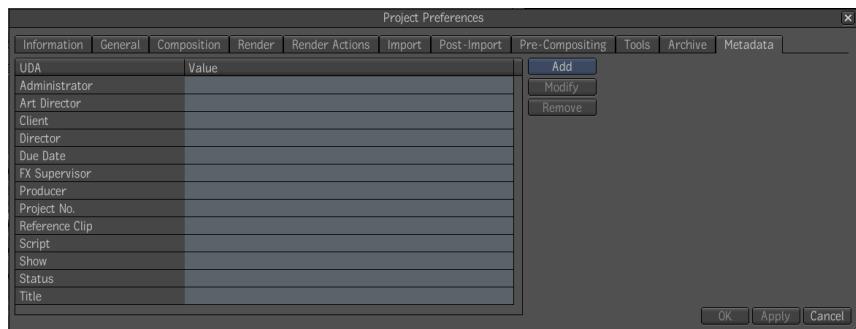 Project Preferences
Information General Composition Render Render Actions Import Post-Import Pre-Compositing Tools Archive Metadata
UDA Value
Add
Administrator
Modify
Art Director
Remove
Client
Director
Due Date
FX Supervisor
Producer
Project No.
Reference Clip
Script
Show
Status
Title
OK Apply Cancel